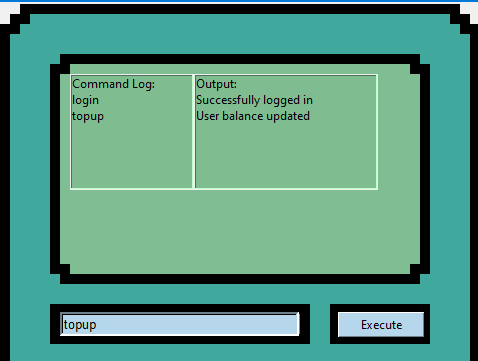 Command Log:
login
topup
Output:
Successfully logged in
User balance updated
topup
Execute